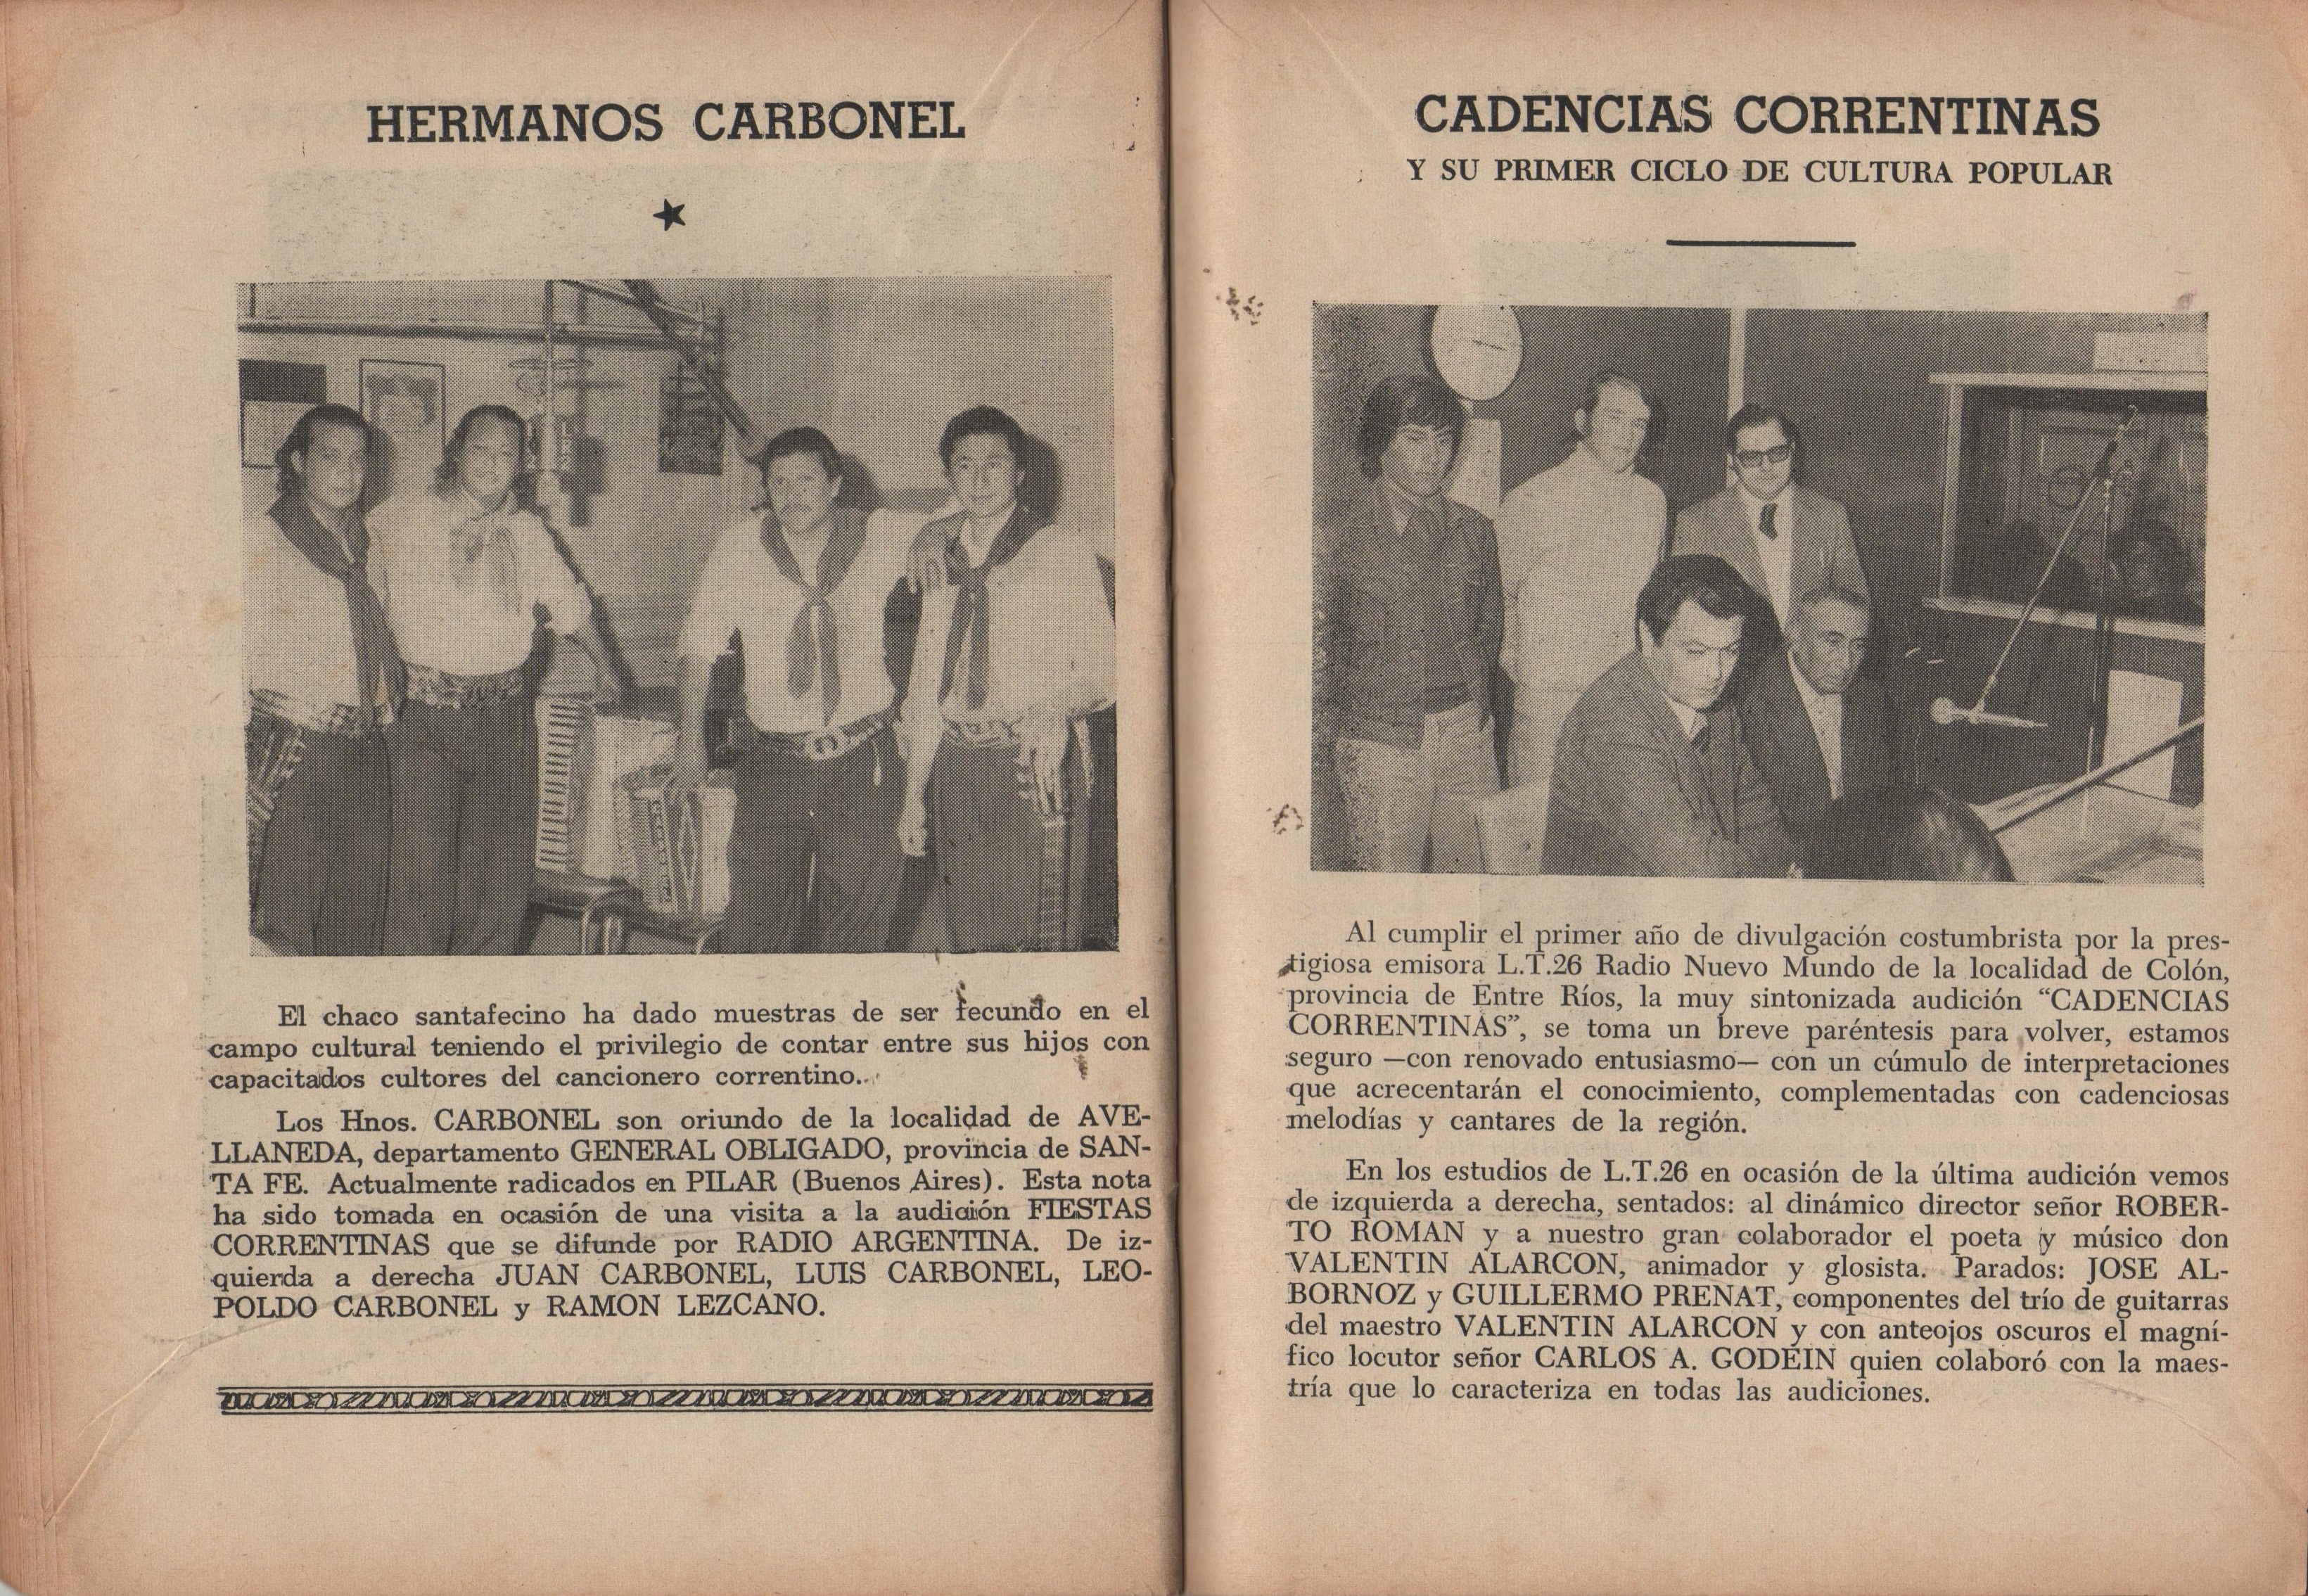 HERMANOS CARBONEL
El chaco santafecino ha dado muestras de ser fecundo en el
campo cultural teniendo el privilegio de contar entre sus hijos con
capacitados cultores del cancionero correntino.
Los Hnos. CARBONEL son oriundo de la localidad de AVE-
LLANEDA, departamento GENERAL OBLIGADO, provincia de SAN-
TA FE. Actualmente radicados en PILAR (Buenos Aires). Esta nota
ha sido tomada en ocasión de una visita a la audición FIESTAS
CORRENTINAS que se difunde por RADIO ARGENTINA. De iz-
quierda a derecha JUAN CARBONEL, LUIS CARBONEL, LEO-
POLDO CARBONEL y RAMON LEZCANO.
CADENCIAS CORRENTINAS
Y SU PRIMER CICLO DE CULTURA POPULAR
Al cumplir el primer año de divulgación costumbrista por la pres-
tigiosa emisora L.T.26 Radio Nuevo Mundo de la localidad de Colón,
provincia de Entre Ríos, la muy sintonizada audición “CADENCIAS
CORRENTINAS”, se toma un breve paréntesis para volver, estamos
seguro —con renovado entusiasmo— con un cúmulo de interpretaciones
que acrecentarán el conocimiento, complementadas con cadenciosas
melodías y cantares de la región.
En los estudios de L.T.26 en ocasión de la última audición vemos
de izquierda a derecha, sentados: al dinámico director señor ROBER-
TO ROMAN y a nuestro gran colaborador el poeta y músico don
VALENTIN ALARCON, animador y glosista. Parados: JOSE AL-
BORNOZ y GUILLERMO PRENAT, componentes del trío de guitarras
del maestro VALENTIN ALARCON y con anteojos oscuros el magní-
fico locutor señor CARLOS A. GODEIN quien colaboró con la maes-
tría que lo caracteriza en todas las audiciones.